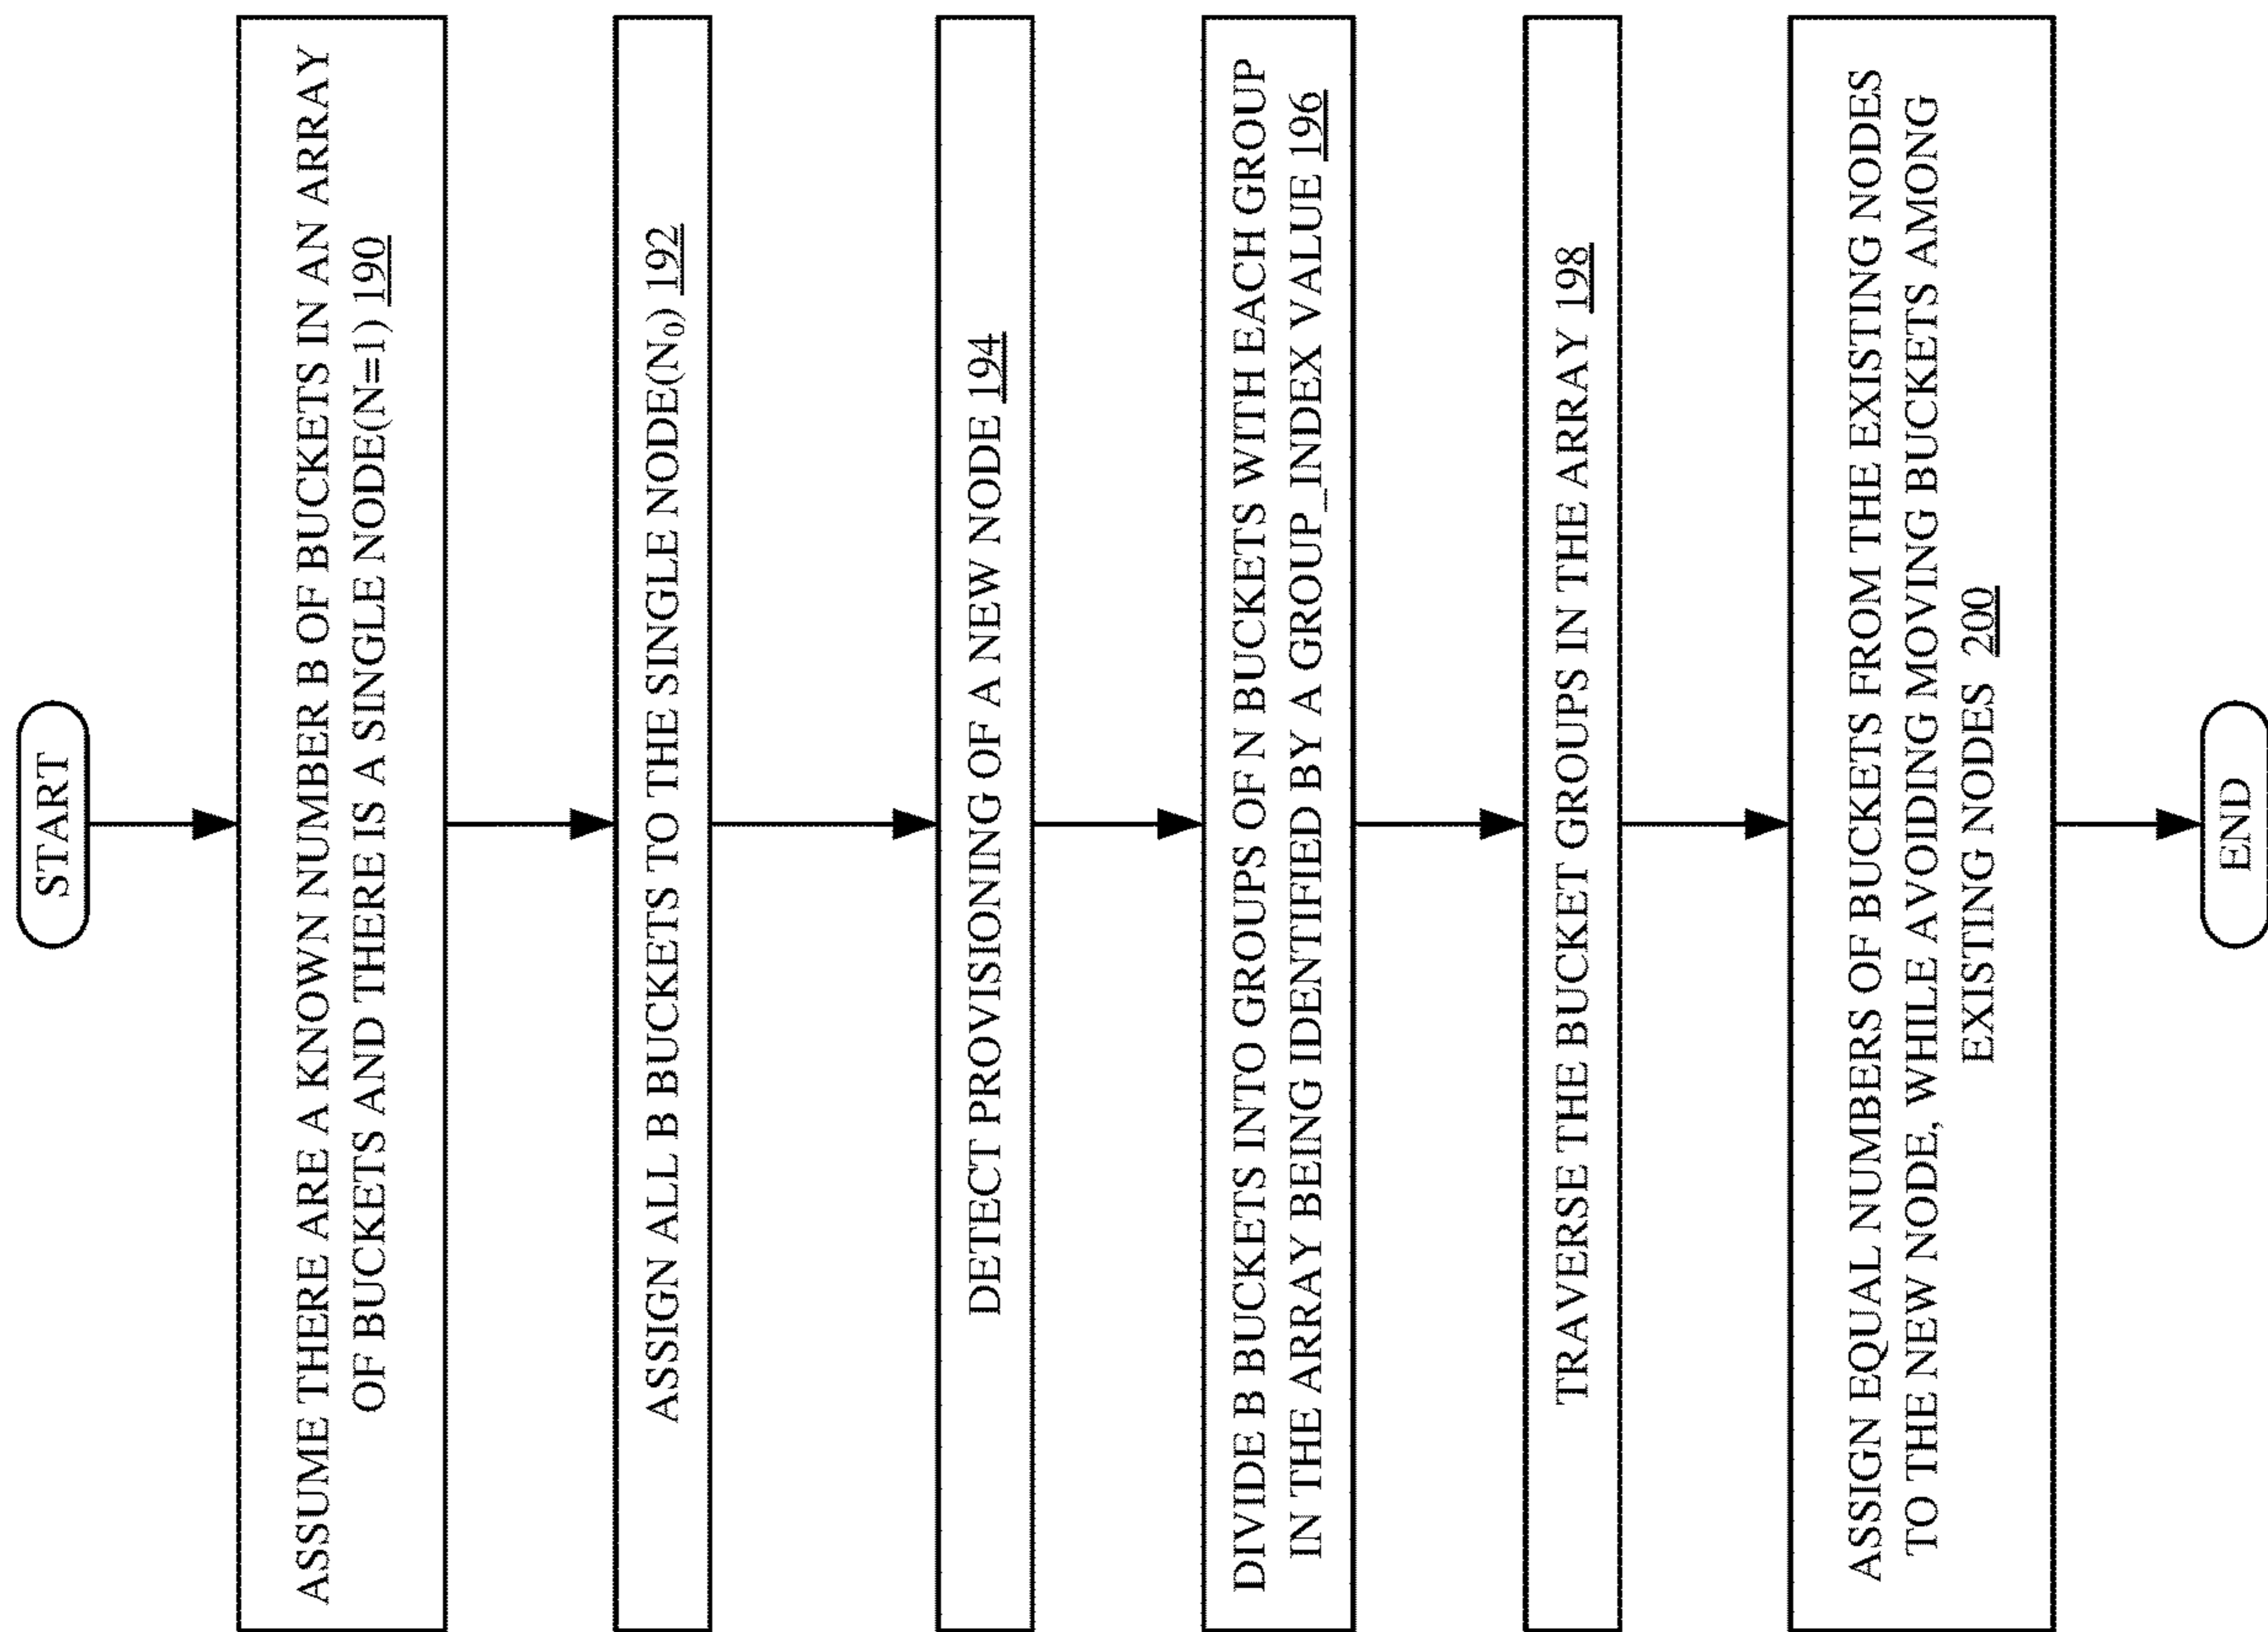 START
ASSUME THERE ARE A KNOWN NUMBER B OF BUCKETS IN AN ARRAY
OF BUCKETS AND THERE IS A SINGLE NODE(N=1) 190
ASSIGN ALL B BUCKETS TO THE SINGLE NODE(N₀) 192
DETECT PROVISIONING OF A NEW NODE 194
DIVIDE B BUCKETS INTO GROUPS OF N BUCKETS WITH EACH GROUP
IN THE ARRAY BEING IDENTIFIED BY A GROUP_INDEX VALUE 196
TRAVERSE THE BUCKET GROUPS IN THE ARRAY 198
ASSIGN EQUAL NUMBERS OF BUCKETS FROM THE EXISTING NODES
TO THE NEW NODE, WHILE AVOIDING MOVING BUCKETS AMONG
EXISTING NODES 200
END